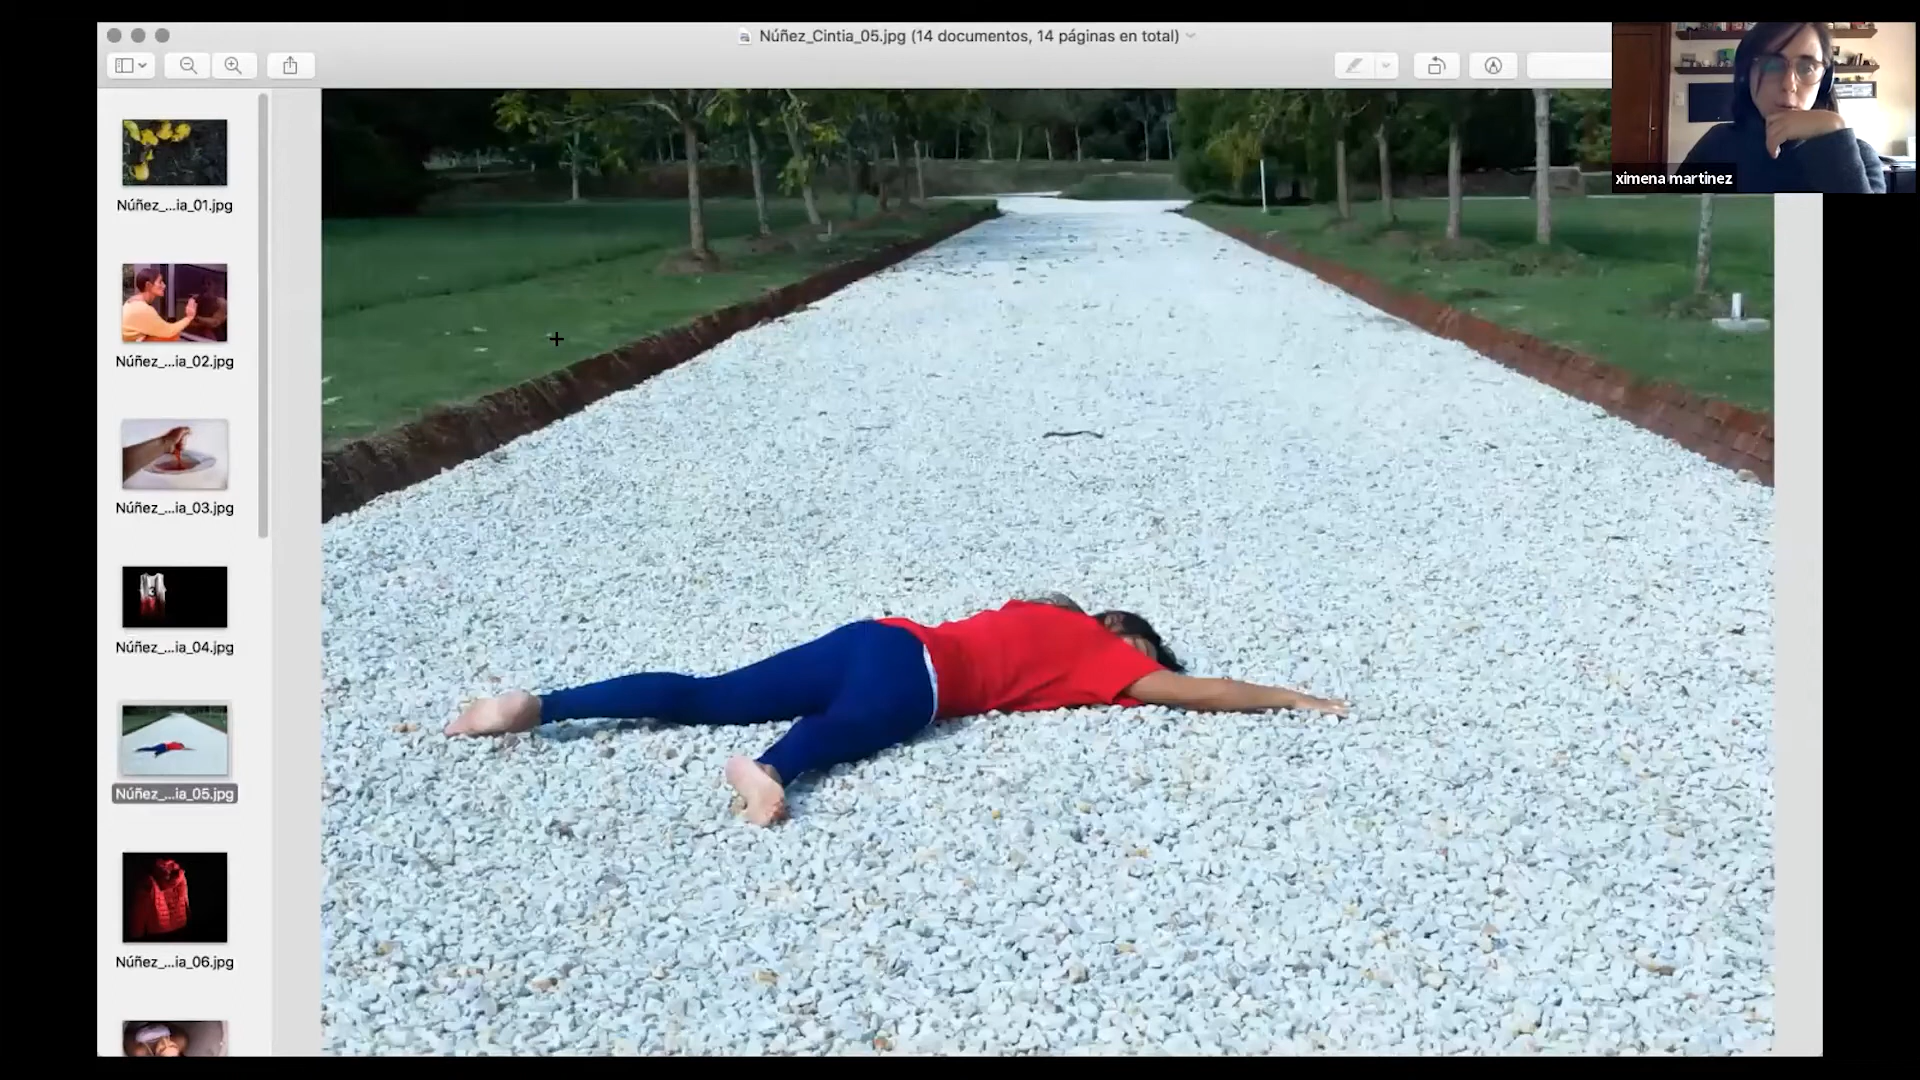 Núñez_Cintia_05.jpg (14 documentos, 14 páginas en total)
ximena martinez
Núñez_...ia_01.jpg
Núñez_...ia_02.jpg
Núñez_...ia_03.jpg
3
Núñez_...ia_04.jpg
Núñez_...ia_05.jpg
Núñez_...ia_06.jpg